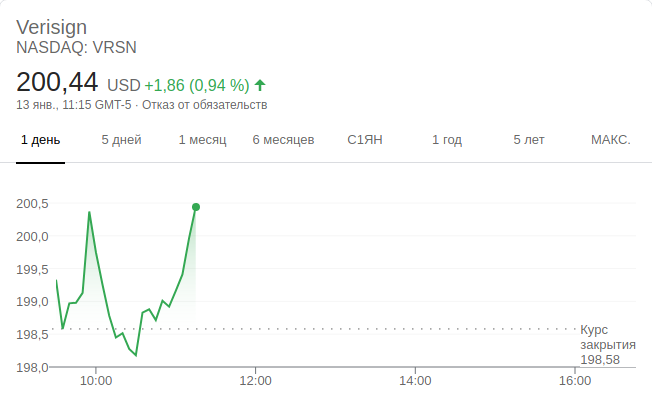 Verisign
NASDAQ: VRSN
200,44 USD +1,86 (0,94 %)
13 янв., 11:15 GMT-5 · Отказ от обязательств
1 день 5 дней 1 месяц 6 месяцев С1ЯН 1 год 5 лет МАКС.
200,5
200,0
199,5
199,0
198,5
198,0
Курс
закрытия
198,58
10:00 12:00 14:00 16:00